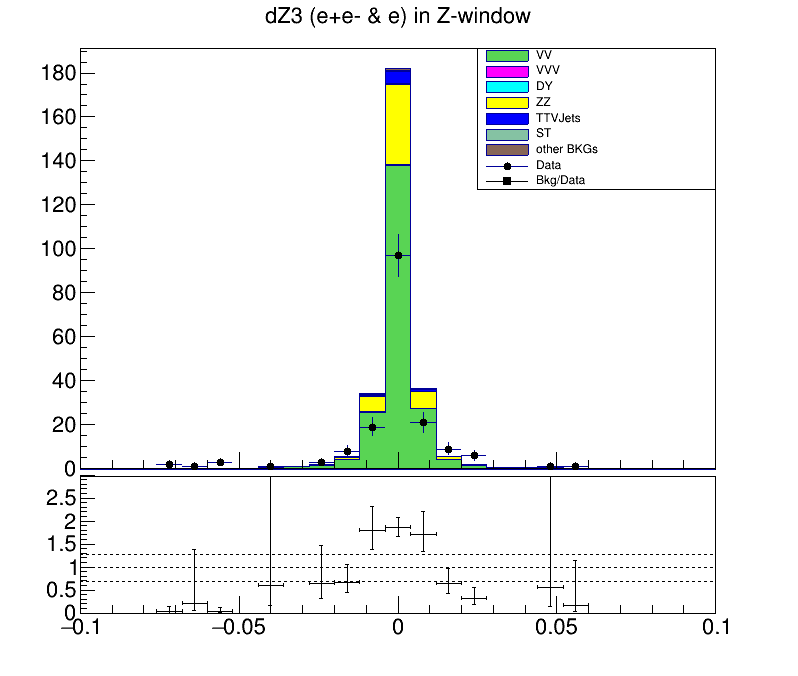 dZ3 (e+e- & e) in Z-window
180
160
140
120
100
80
60
40
20
0
VV
VVV
DY
ZZ
TTVJets
ST
other BKGs
Data
Bkg/Data
2.5
2
1.5
1
0.5
0
−0.1 −0.05 0 0.05 0.1